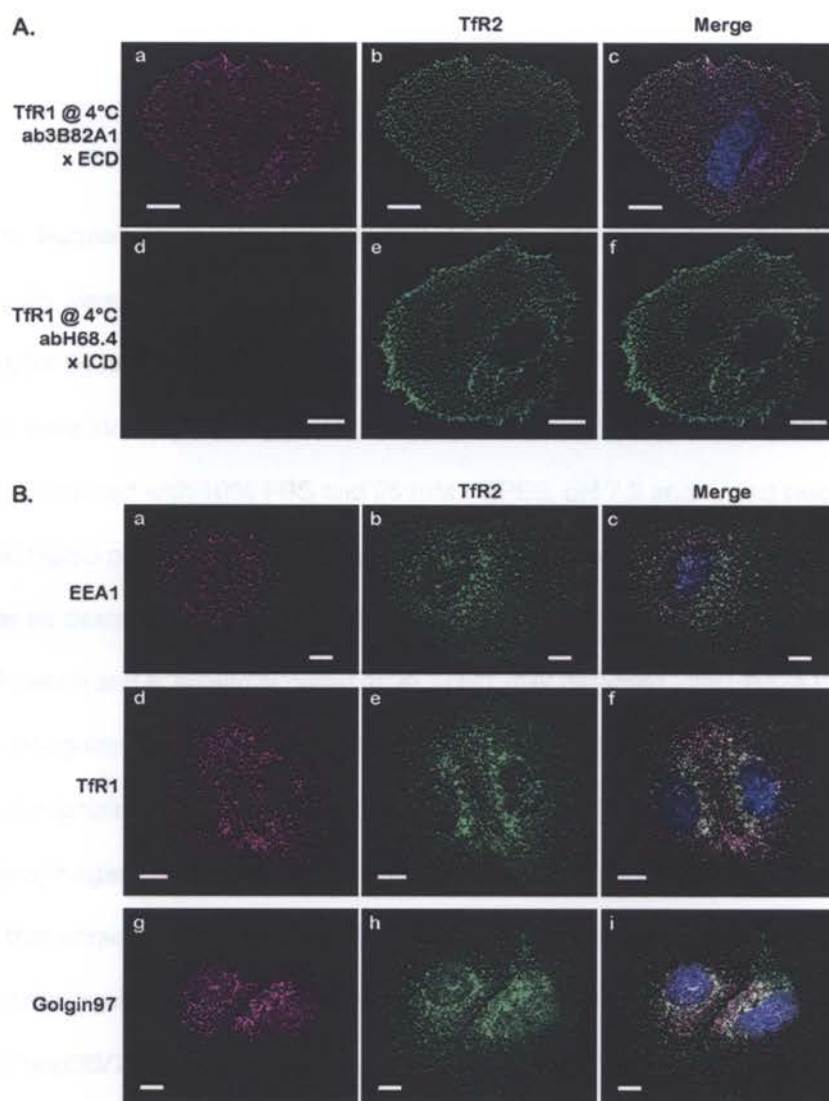 A.
TfR2
Merge
a
b
c
TfR1 @ 4°C
ab3B82A1
x ECD
d
e
f
TfR1 @ 4°C
abH68.4
x ICD
B.
TfR2
Merge
a
b
c
EEA1
d
e
f
TfR1
g
h
i
Golgin97